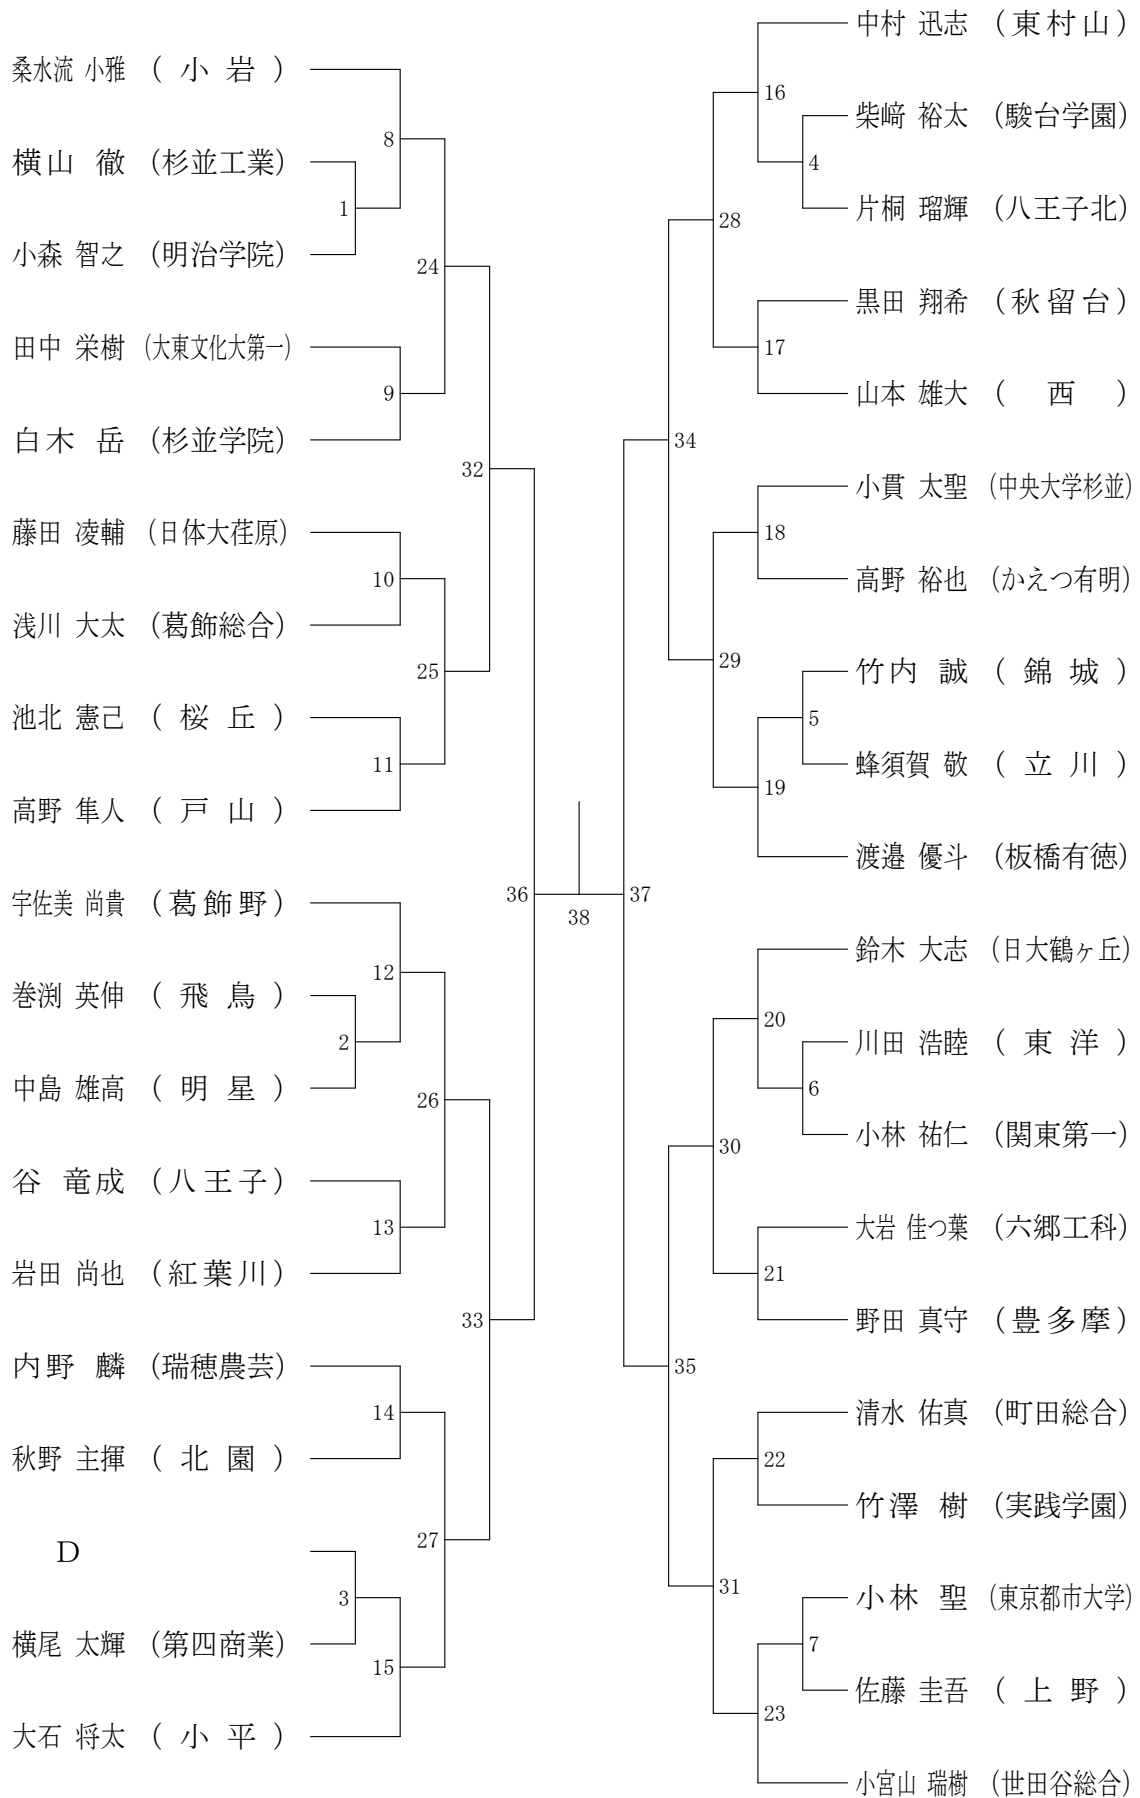 桑水流 小雅 （ 小 岩 ）
横山 徹 （杉並工業）
小森 智之 （明治学院）
田中 栄樹 （大東文化大第一）
白木 岳 （杉並学院）
藤田 凌輔 （日体大荏原）
浅川 大太 （葛飾総合）
池北 憲己 （ 桜 丘 ）
高野 隼人 （ 戸 山 ）
宇佐美 尚貴 （葛飾野）
巻渕 英伸 （ 飛 鳥 ）
中島 雄高 （ 明 星 ）
谷 竜成 （八王子）
岩田 尚也 （紅葉川）
内野 麟 （瑞穂農芸）
秋野 主揮 （ 北 園 ）
D
横尾 太輝 （第四商業）
大石 将太 （ 小 平 ）
8
1
24
9
32
10
25
11
36
12
2
26
13
33
14
27
3
15
38
37
16
4
28
17
34
18
29
5
19
20
6
30
21
35
22
31
7
23
中村 迅志 （東村山）
柴﨑 裕太 （駿台学園）
片桐 瑠輝 （八王子北）
黒田 翔希 （秋留台）
山本 雄大 （ 西 ）
小貫 太聖 （中央大学杉並）
高野 裕也 （かえつ有明）
竹内 誠 （ 錦 城 ）
蜂須賀 敬 （ 立 川 ）
渡邉 優斗 （板橋有徳）
鈴木 大志 （日大鶴ヶ丘）
川田 浩睦 （ 東 洋 ）
小林 祐仁 （関東第一）
大岩 佳つ葉 （六郷工科）
野田 真守 （豊多摩）
清水 佑真 （町田総合）
竹澤 樹 （実践学園）
小林 聖 （東京都市大学）
佐藤 圭吾 （ 上 野 ）
小宮山 瑞樹 （世田谷総合）